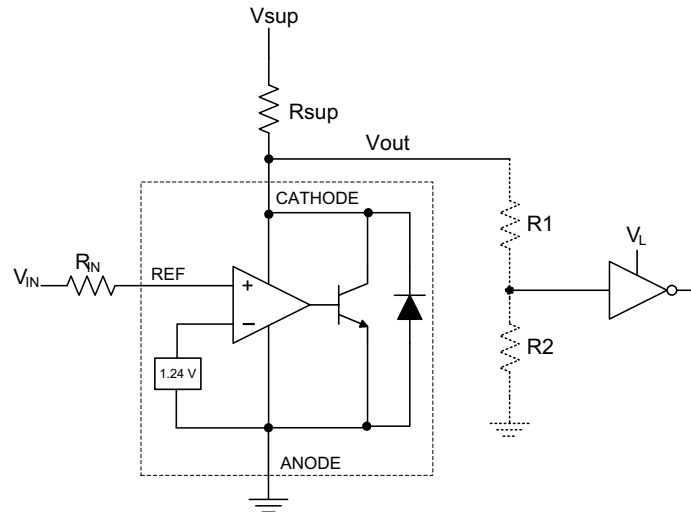 Vsup
Rsup
Vout
CATHODE
R1
VL
RIN
VIN
REF
+
−
R2
1.24 V
ANODE